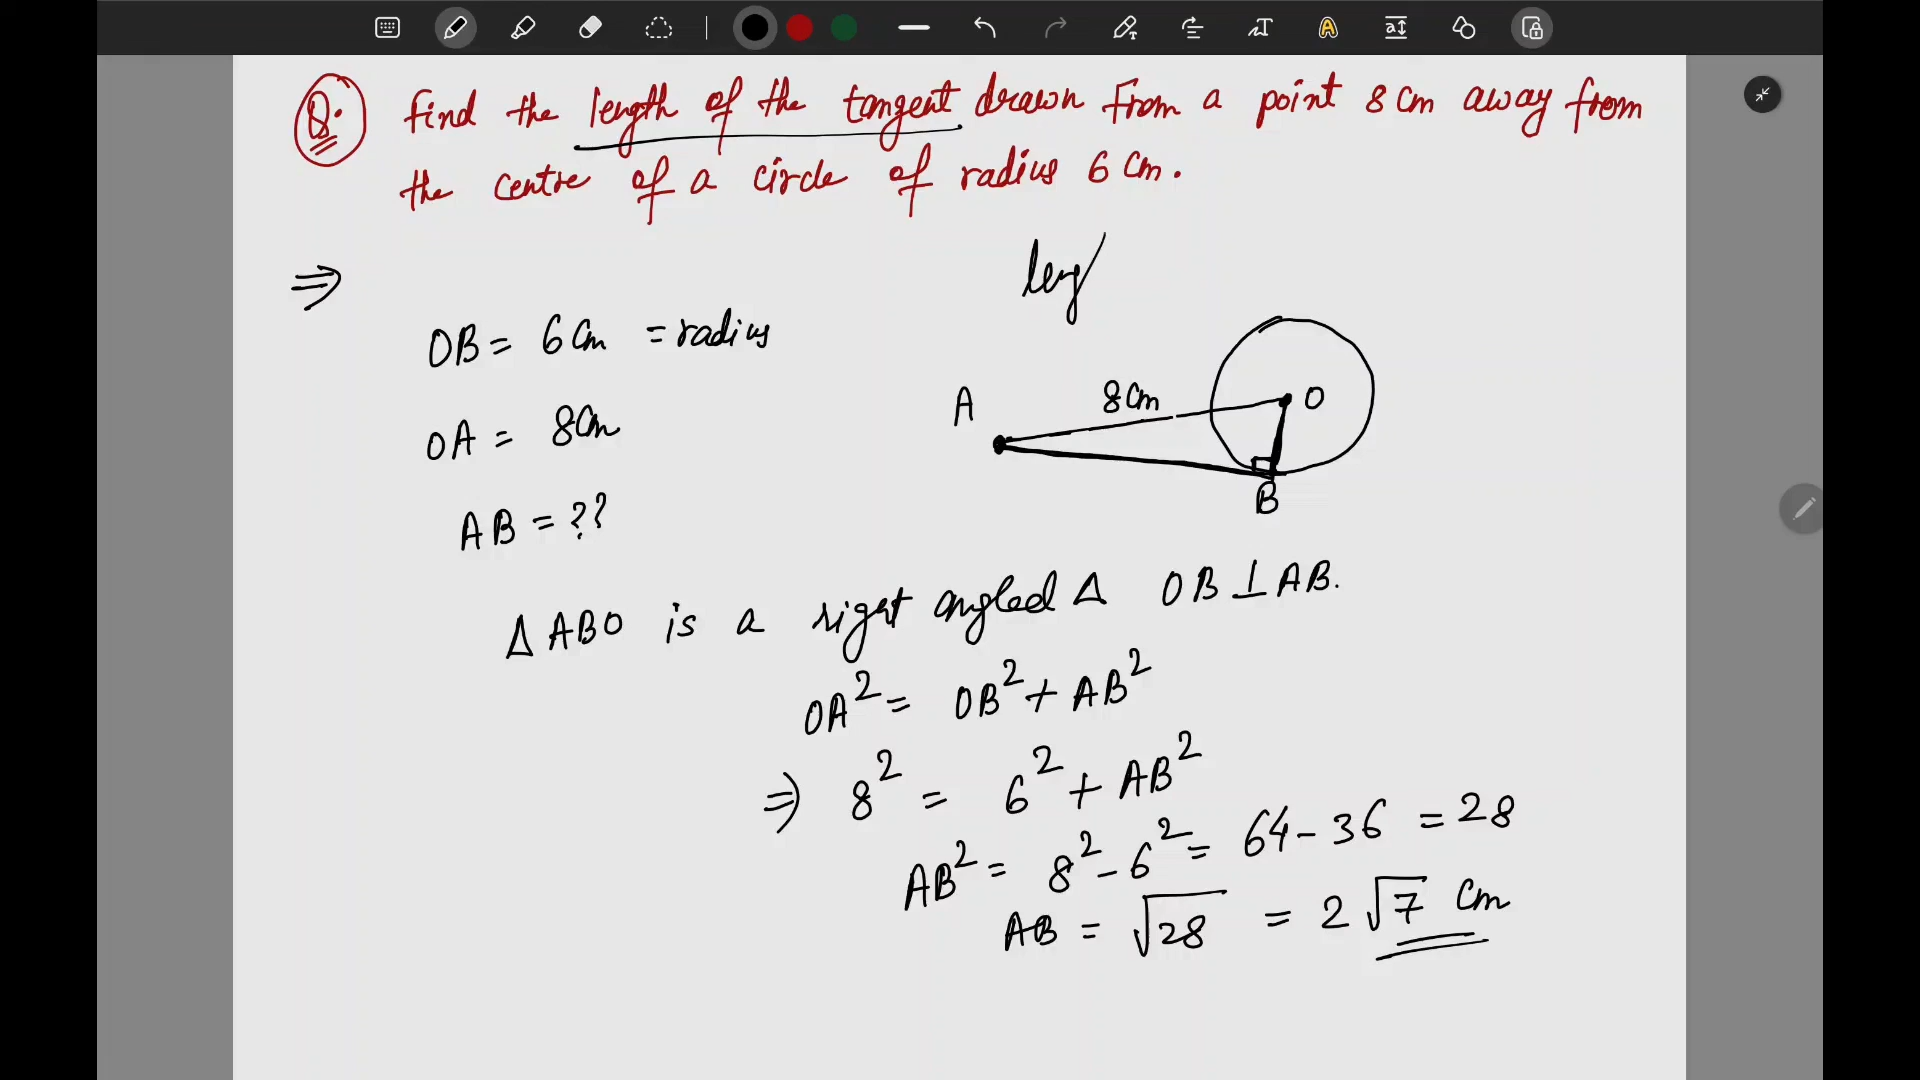 Q. Find the length of the tangent drawn from a point 8 cm away from
the centre of a circle of radius 6 cm.
⇒
leng
OB = 6 cm = radius
A
8 cm
O
OA = 8 cm
B
AB = ??
Δ ABO is a right angled Δ OB ⊥ AB.
OA² = OB² + AB²
⇒ 8² = 6² + AB²
AB² = 8² - 6² = 64 - 36 = 28
AB = √28 = 2√7 cm